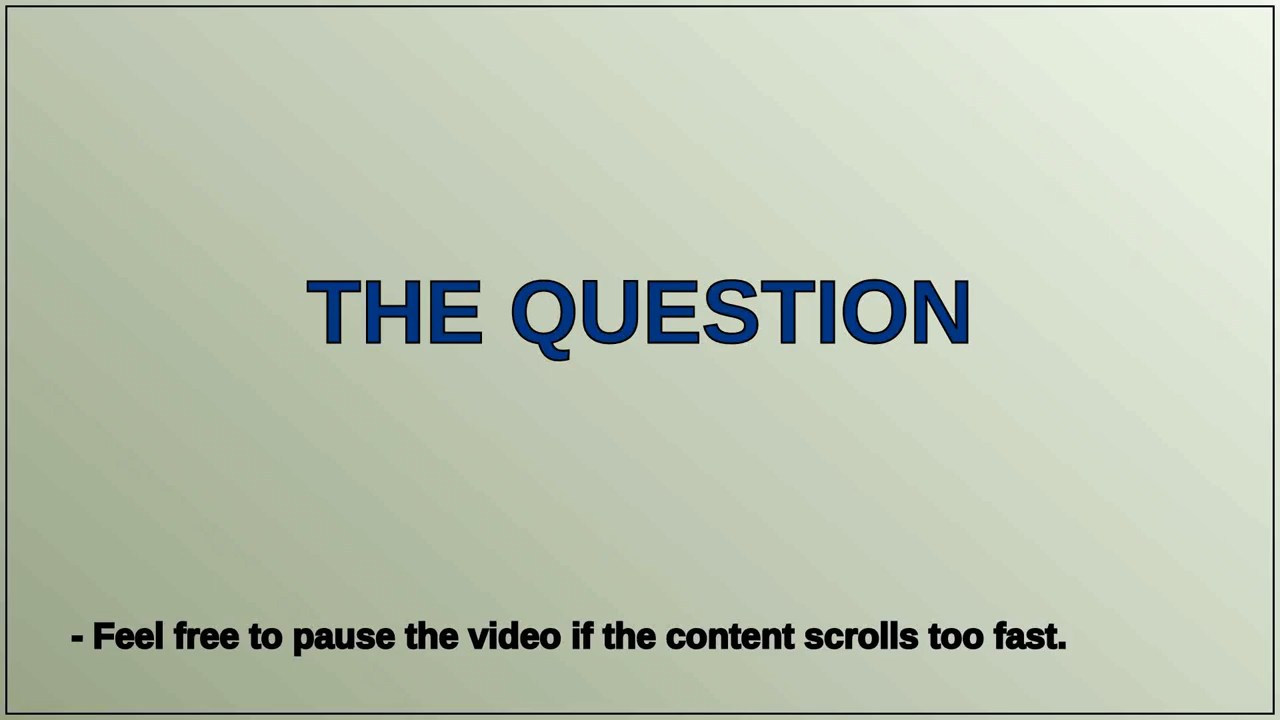 THE QUESTION
- Feel free to pause the video if the content scrolls too fast.